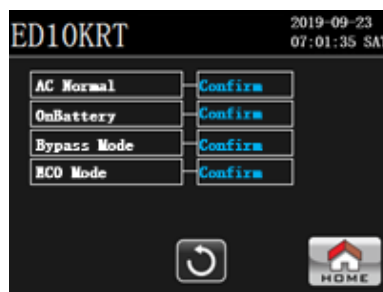 ED10KRT
2019-09-23
07:01:35 SAT
AC Normal Confirm
OnBattery Confirm
Bypass Mode Confirm
ECO Mode Confirm
HOME